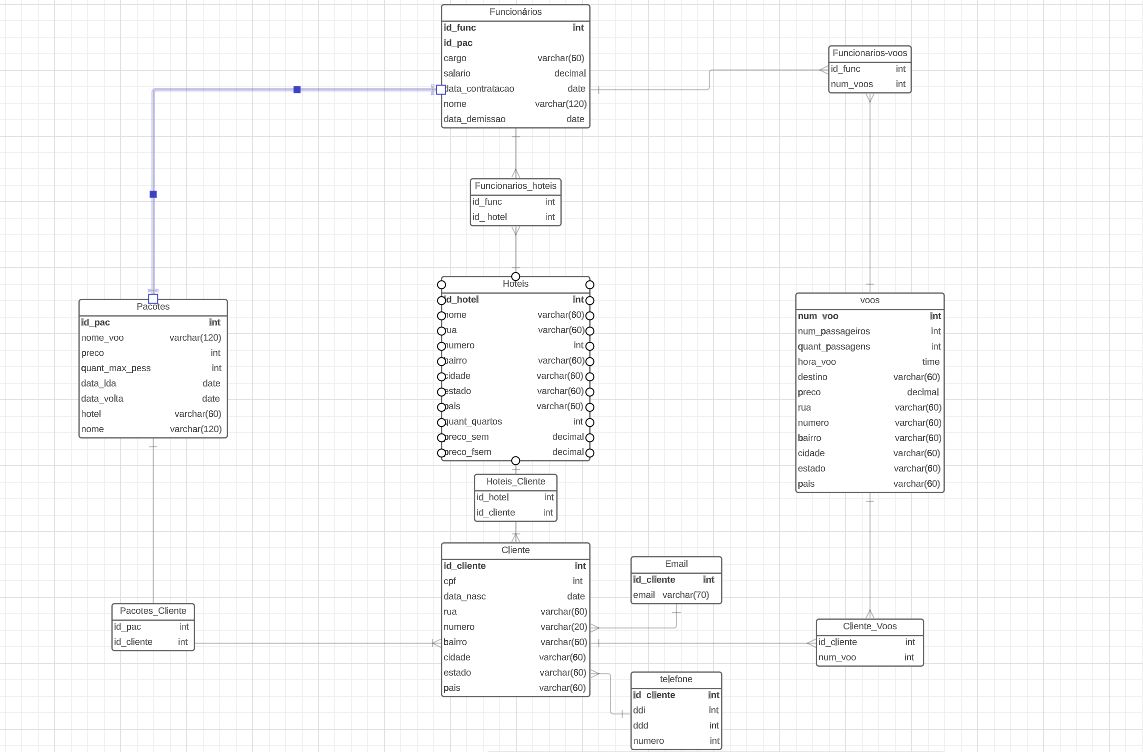 Funcionários
id_func int
id_pac
cargo varchar(60)
salario decimal
data_contratacao date
nome varchar(120)
data_demissao date
Funcionarios-voos
id_func int
num_voos int
Funcionarios_hoteis
id_func int
id_ hotel int
Pacotes
id_pac int
nome_voo varchar(120)
preco int
quant_max_pess int
data_Ida date
data_volta date
hotel varchar(60)
nome varchar(120)
Hoteis
id_hotel int
nome varchar(60)
rua varchar(60)
numero int
bairro varchar(60)
cidade varchar(60)
estado varchar(60)
pais varchar(60)
quant_quartos int
preco_sem decimal
preco_fsem decimal
voos
num_voo int
num_passageiros int
quant_passagens int
hora_voo time
destino varchar(60)
preco decimal
rua varchar(60)
numero varchar(60)
bairro varchar(60)
cidade varchar(60)
estado varchar(60)
pais varchar(60)
Hoteis_Cliente
id_hotel int
id_cliente int
Cliente
id_cliente int
cpf int
data_nasc date
rua varchar(60)
numero varchar(20)
bairro varchar(60)
cidade varchar(60)
estado varchar(60)
pais varchar(60)
Email
id_cliente int
email varchar(70)
Pacotes_Cliente
id_pac int
id_cliente int
Cliente_Voos
id_cliente int
num_voo int
telefone
id_cliente int
ddi int
ddd int
numero int